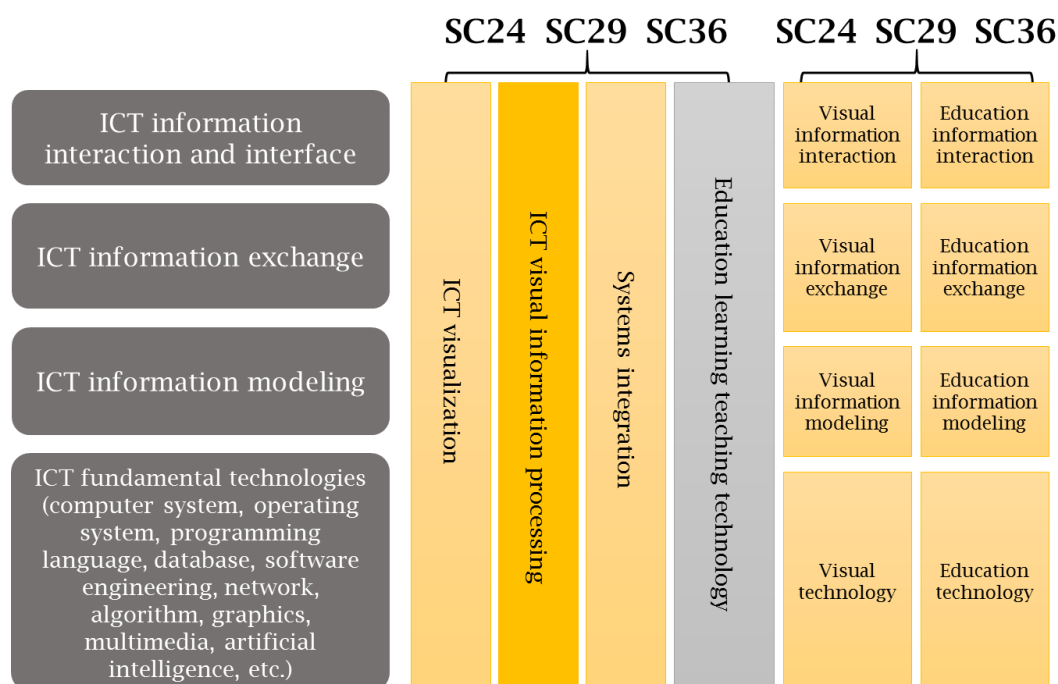 SC24 SC29 SC36
SC24 SC29 SC36
ICT information
interaction and interface
ICT information exchange
ICT information modeling
ICT fundamental technologies
(computer system, operating
system, programming
language, database, software
engineering, network,
algorithm, graphics,
multimedia, artificial
intelligence, etc.)
ICT visualization
ICT visual information processing
Systems integration
Education learning teaching technology
Visual
information
interaction
Education
information
interaction
Visual
information
exchange
Education
information
exchange
Visual
information
modeling
Education
information
modeling
Visual
technology
Education
technology